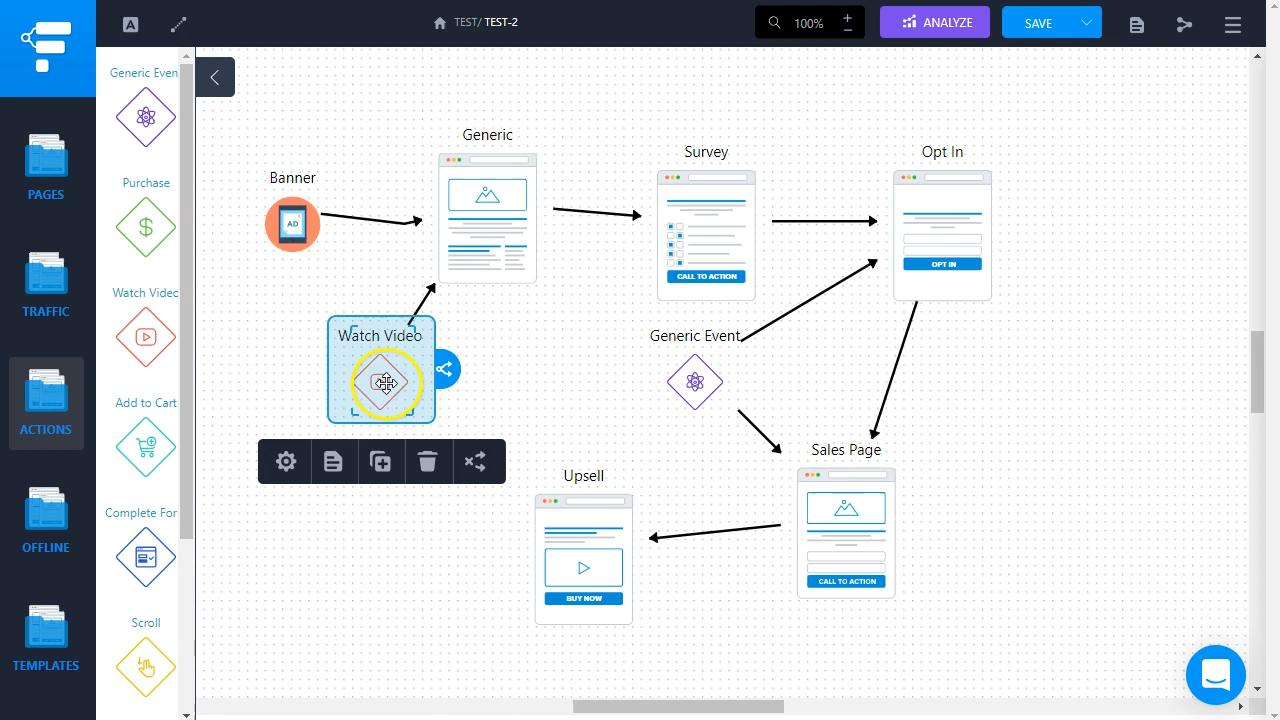 TEST/ TEST-2
100%
ANALYZE
SAVE
PAGES
TRAFFIC
ACTIONS
OFFLINE
TEMPLATES
Generic Even
Purchase
Watch Videc
Add to Cart
Complete For
Scroll
Banner
AD
Generic
Survey
CALL TO ACTION
Opt In
OPT IN
Watch Video
Generic Event
Sales Page
CALL TO ACTION
Upsell
BUY NOW